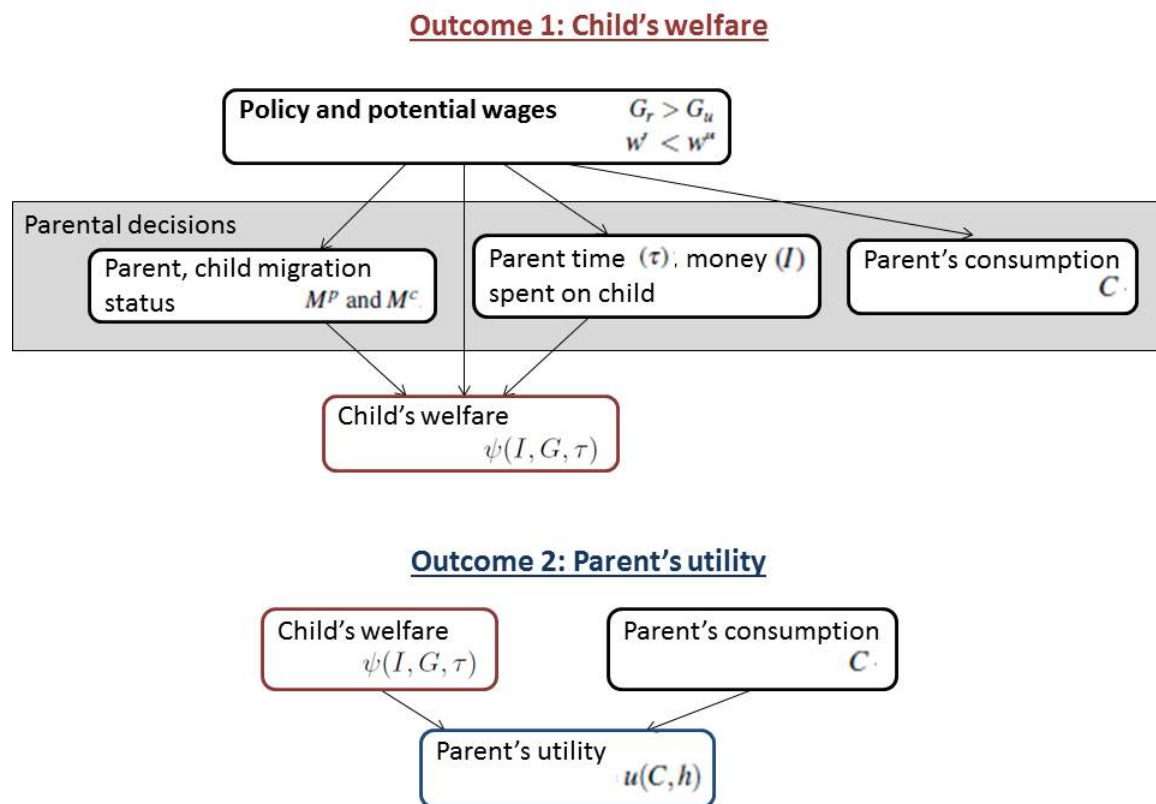 Outcome 1: Child's welfare
Policy and potential wages G_r > G_u
w^r < w^u
Parental decisions
Parent, child migration
status M^p and M^c.
Parent time (τ), money (I)
spent on child
Parent's consumption
C.
Child's welfare
ψ(I, G, τ)
Outcome 2: Parent's utility
Child's welfare
ψ(I, G, τ)
Parent's consumption
C.
Parent's utility
u(C, h)